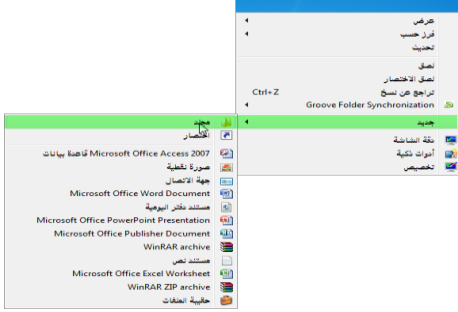 عرض
فرز حسب
تحديث
لصق
لصق الاختصار
تراجع عن نسخ Ctrl+Z
Groove Folder Synchronization
جديد
دقة الشاشة
أدوات ذكية
تخصيص
مجلد
اختصار
Microsoft Office Access 2007 قاعدة بيانات
صورة نقطية
جهة الاتصال
Microsoft Office Word Document
مستند دفتر اليومية
Microsoft Office PowerPoint Presentation
Microsoft Office Publisher Document
WinRAR archive
مستند نصي
Microsoft Office Excel Worksheet
WinRAR ZIP archive
حافظة الملفات